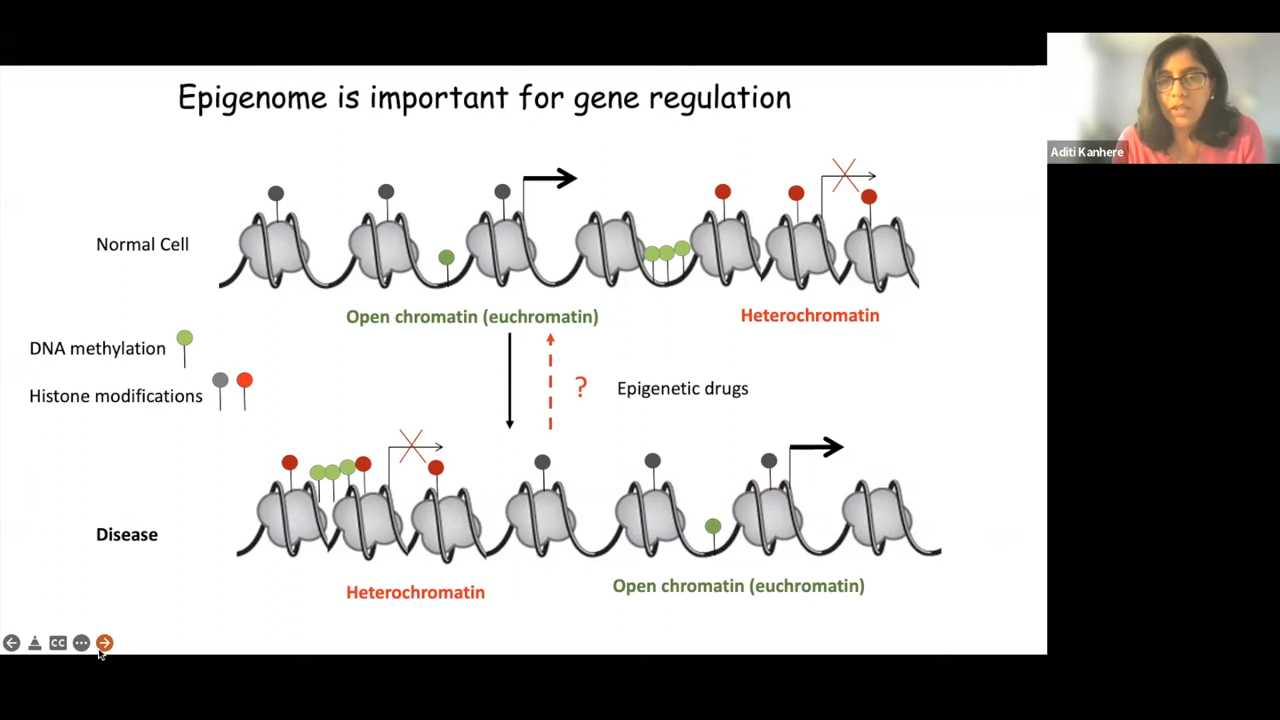 Epigenome is important for gene regulation
Aditi Kanhere
Normal Cell
Open chromatin (euchromatin)
Heterochromatin
DNA methylation
Histone modifications
?
Epigenetic drugs
Disease
Heterochromatin
Open chromatin (euchromatin)
CC